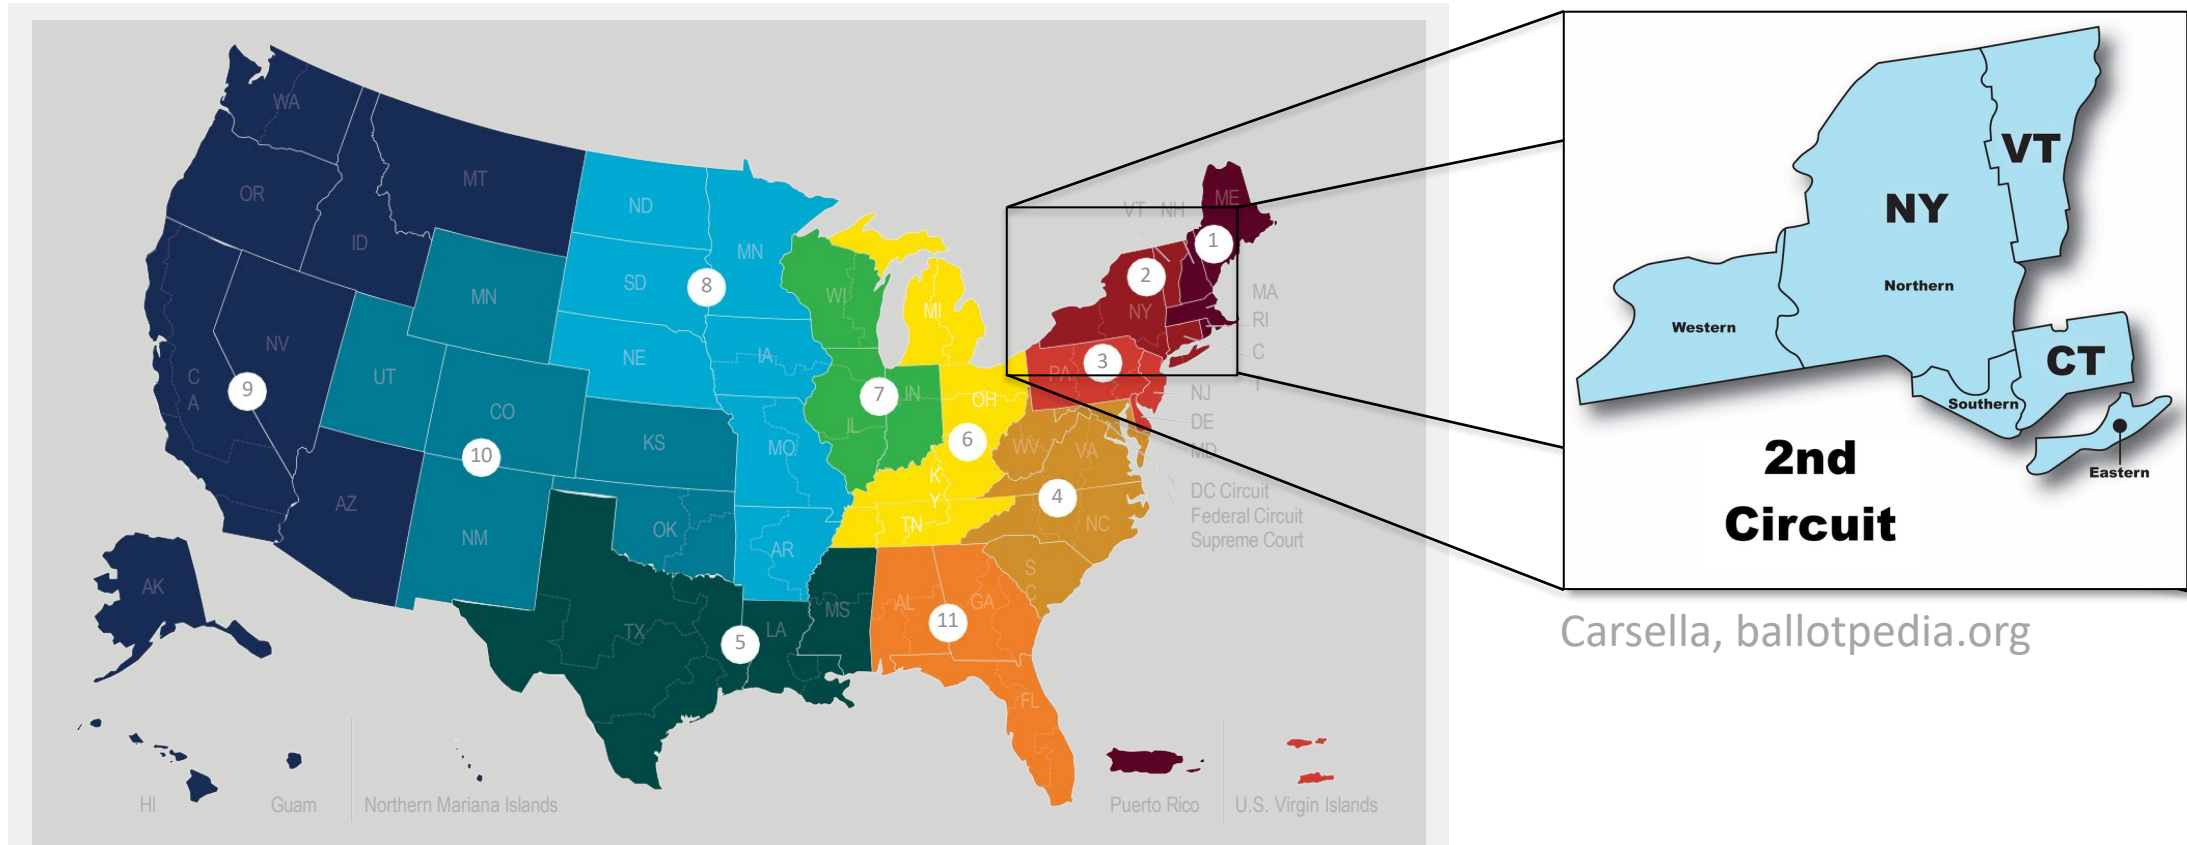 WA
OR
ID
MT
MN
NV
C
A
9
UT
CO
10
AZ
NM
ND
SD
8
MN
NE
IA
KS
MO
OK
AR
TX
5
LA
MS
WI
7
IL
IN
MI
OH
6
K
Y
TN
AL
11
GA
FL
S
C
NC
4
VA
WV
PA
3
NY
2
VT
NH
ME
1
MA
RI
C
T
NJ
DE
MD
DC Circuit
Federal Circuit
Supreme Court
AK
HI
Guam
Northern Mariana Islands
Puerto Rico
U.S. Virgin Islands
VT
NY
Northern
Western
CT
Southern
Eastern
2nd
Circuit
Carsella, ballotpedia.org